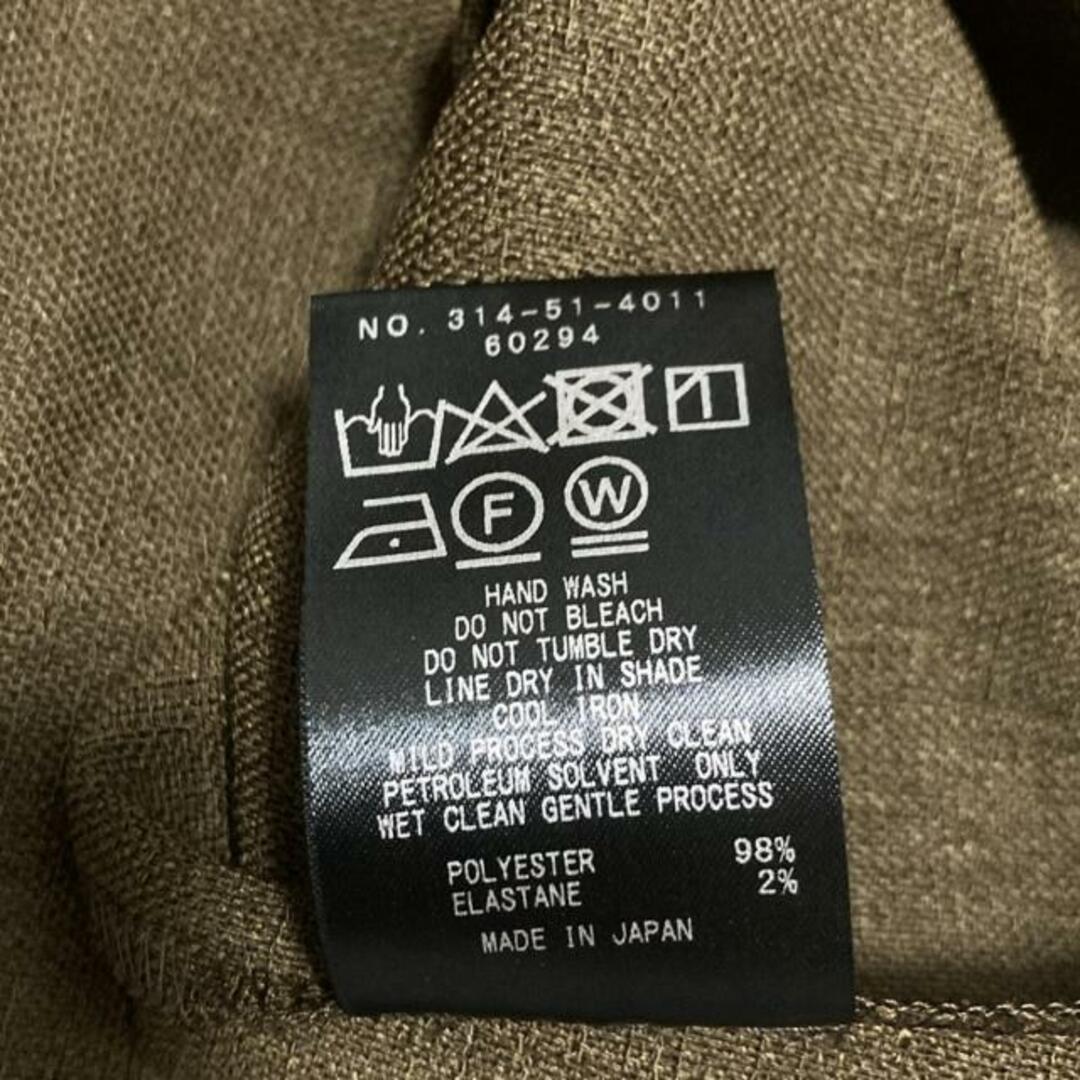 NO. 314-51-4011
60294
F W
HAND WASH
DO NOT BLEACH
DO NOT TUMBLE DRY
LINE DRY IN SHADE
COOL IRON
MILD PROCESS DRY CLEAN
PETROLEUM SOLVENT ONLY
WET CLEAN GENTLE PROCESS
POLYESTER 98%
ELASTANE 2%
MADE IN JAPAN